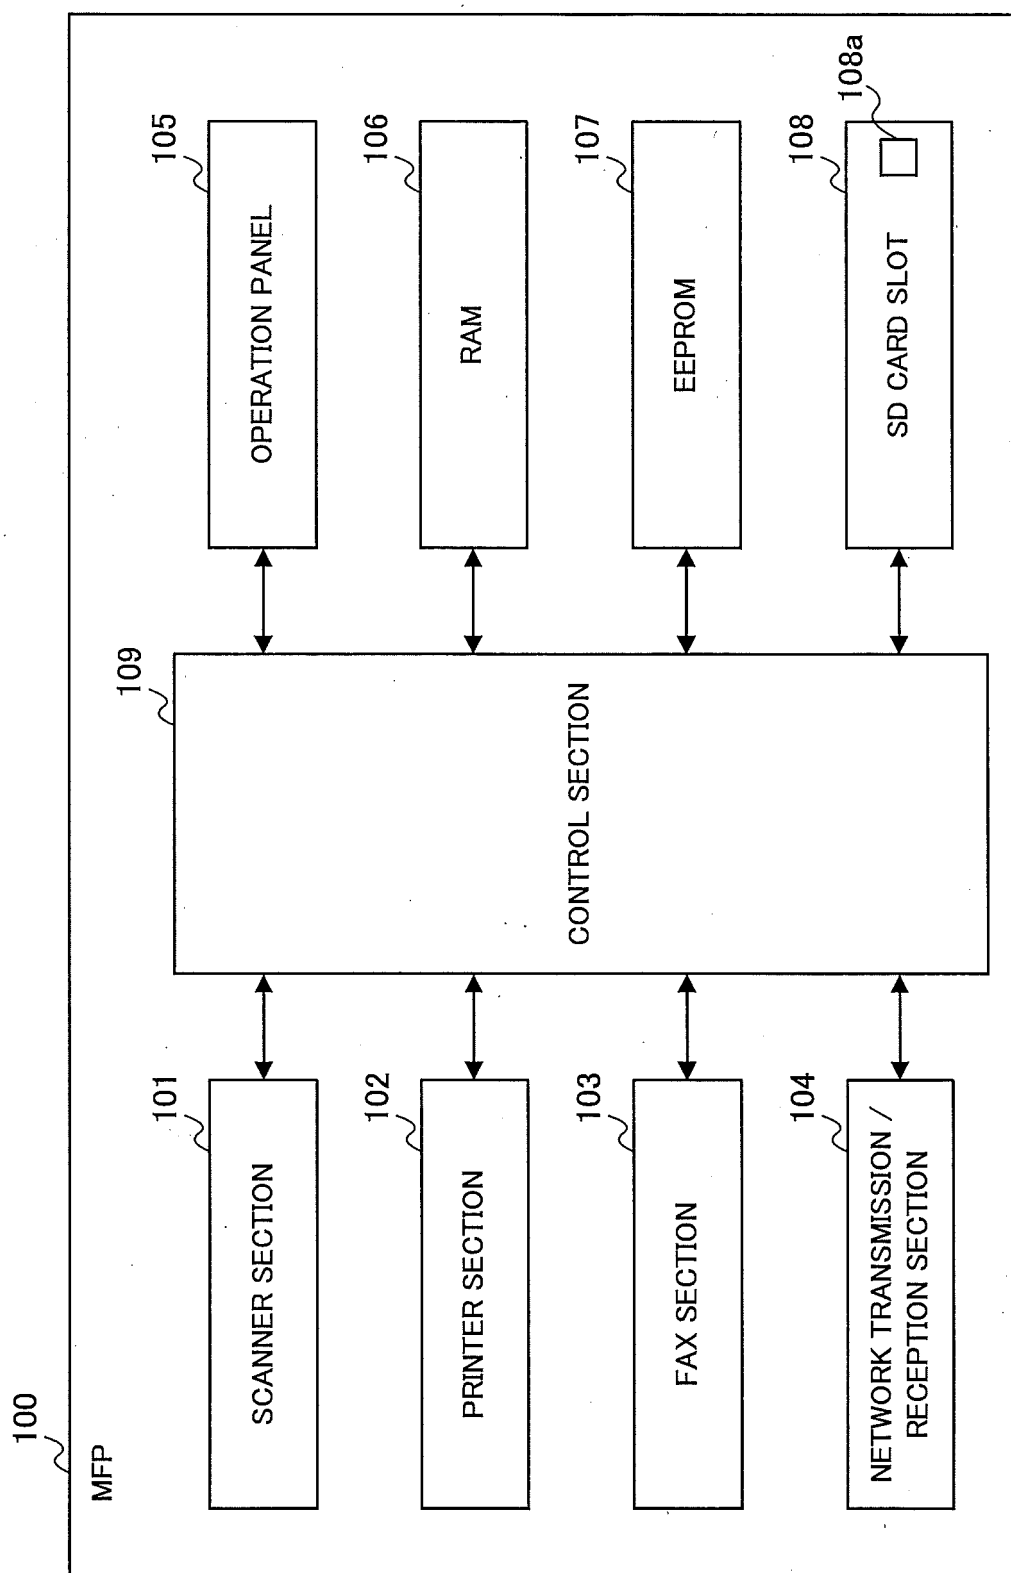 100
MFP
101
SCANNER SECTION
102
PRINTER SECTION
103
FAX SECTION
104
NETWORK TRANSMISSION /
RECEPTION SECTION
109
CONTROL SECTION
105
OPERATION PANEL
106
RAM
107
EEPROM
108
SD CARD SLOT
108a